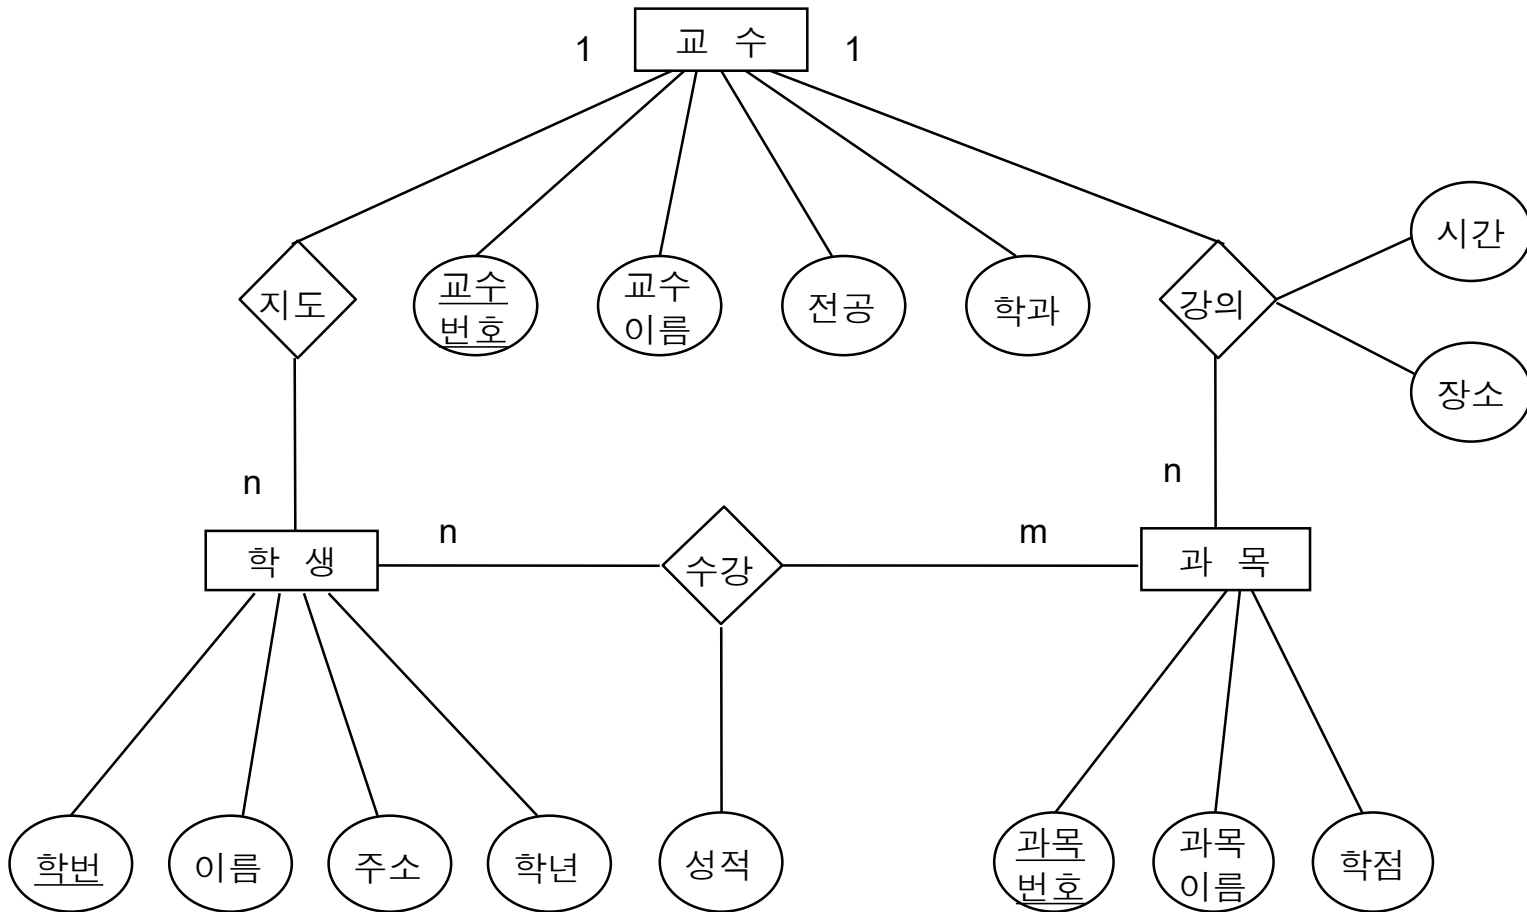 1
교 수
1
시간
지도
교수
번호
교수
이름
전공
학과
강의
장소
n
n
n
m
학 생
수강
과 목
학번
이름
주소
학년
성적
과목
번호
과목
이름
학점